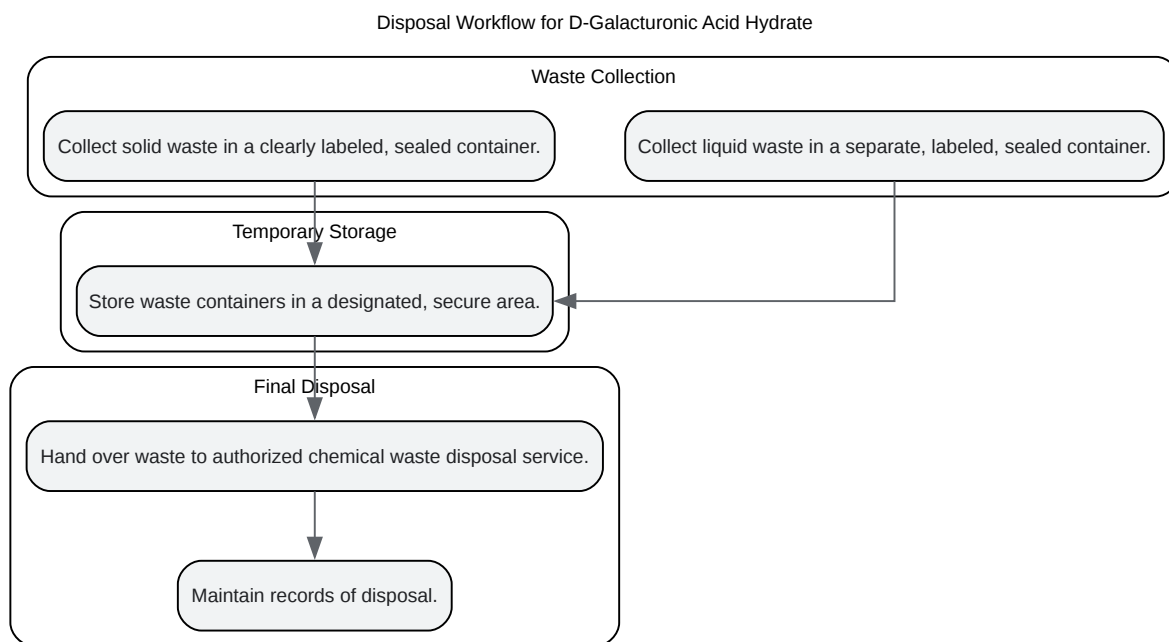 Disposal Workflow for D-Galacturonic Acid Hydrate
Waste Collection
Collect solid waste in a clearly labeled, sealed container.
Collect liquid waste in a separate, labeled, sealed container.
Temporary Storage
Store waste containers in a designated, secure area.
Final Disposal
Hand over waste to authorized chemical waste disposal service.
Maintain records of disposal.